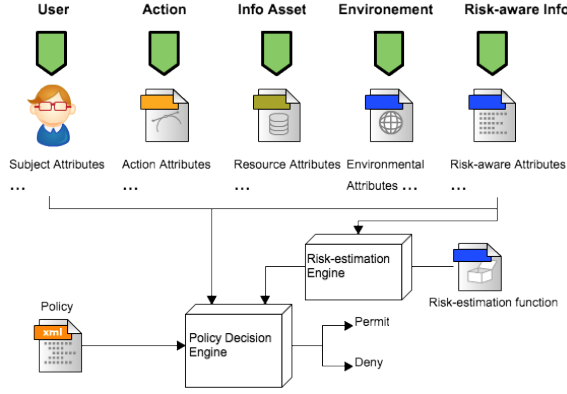 User Action Info Asset Environement Risk-aware Info
Subject Attributes Action Attributes Resource Attributes Environmental Risk-aware Attributes
... ... ... Attributes ... ...
Risk-estimation
Engine
Risk-estimation function
Policy
xml
Policy Decision
Engine
Permit
Deny